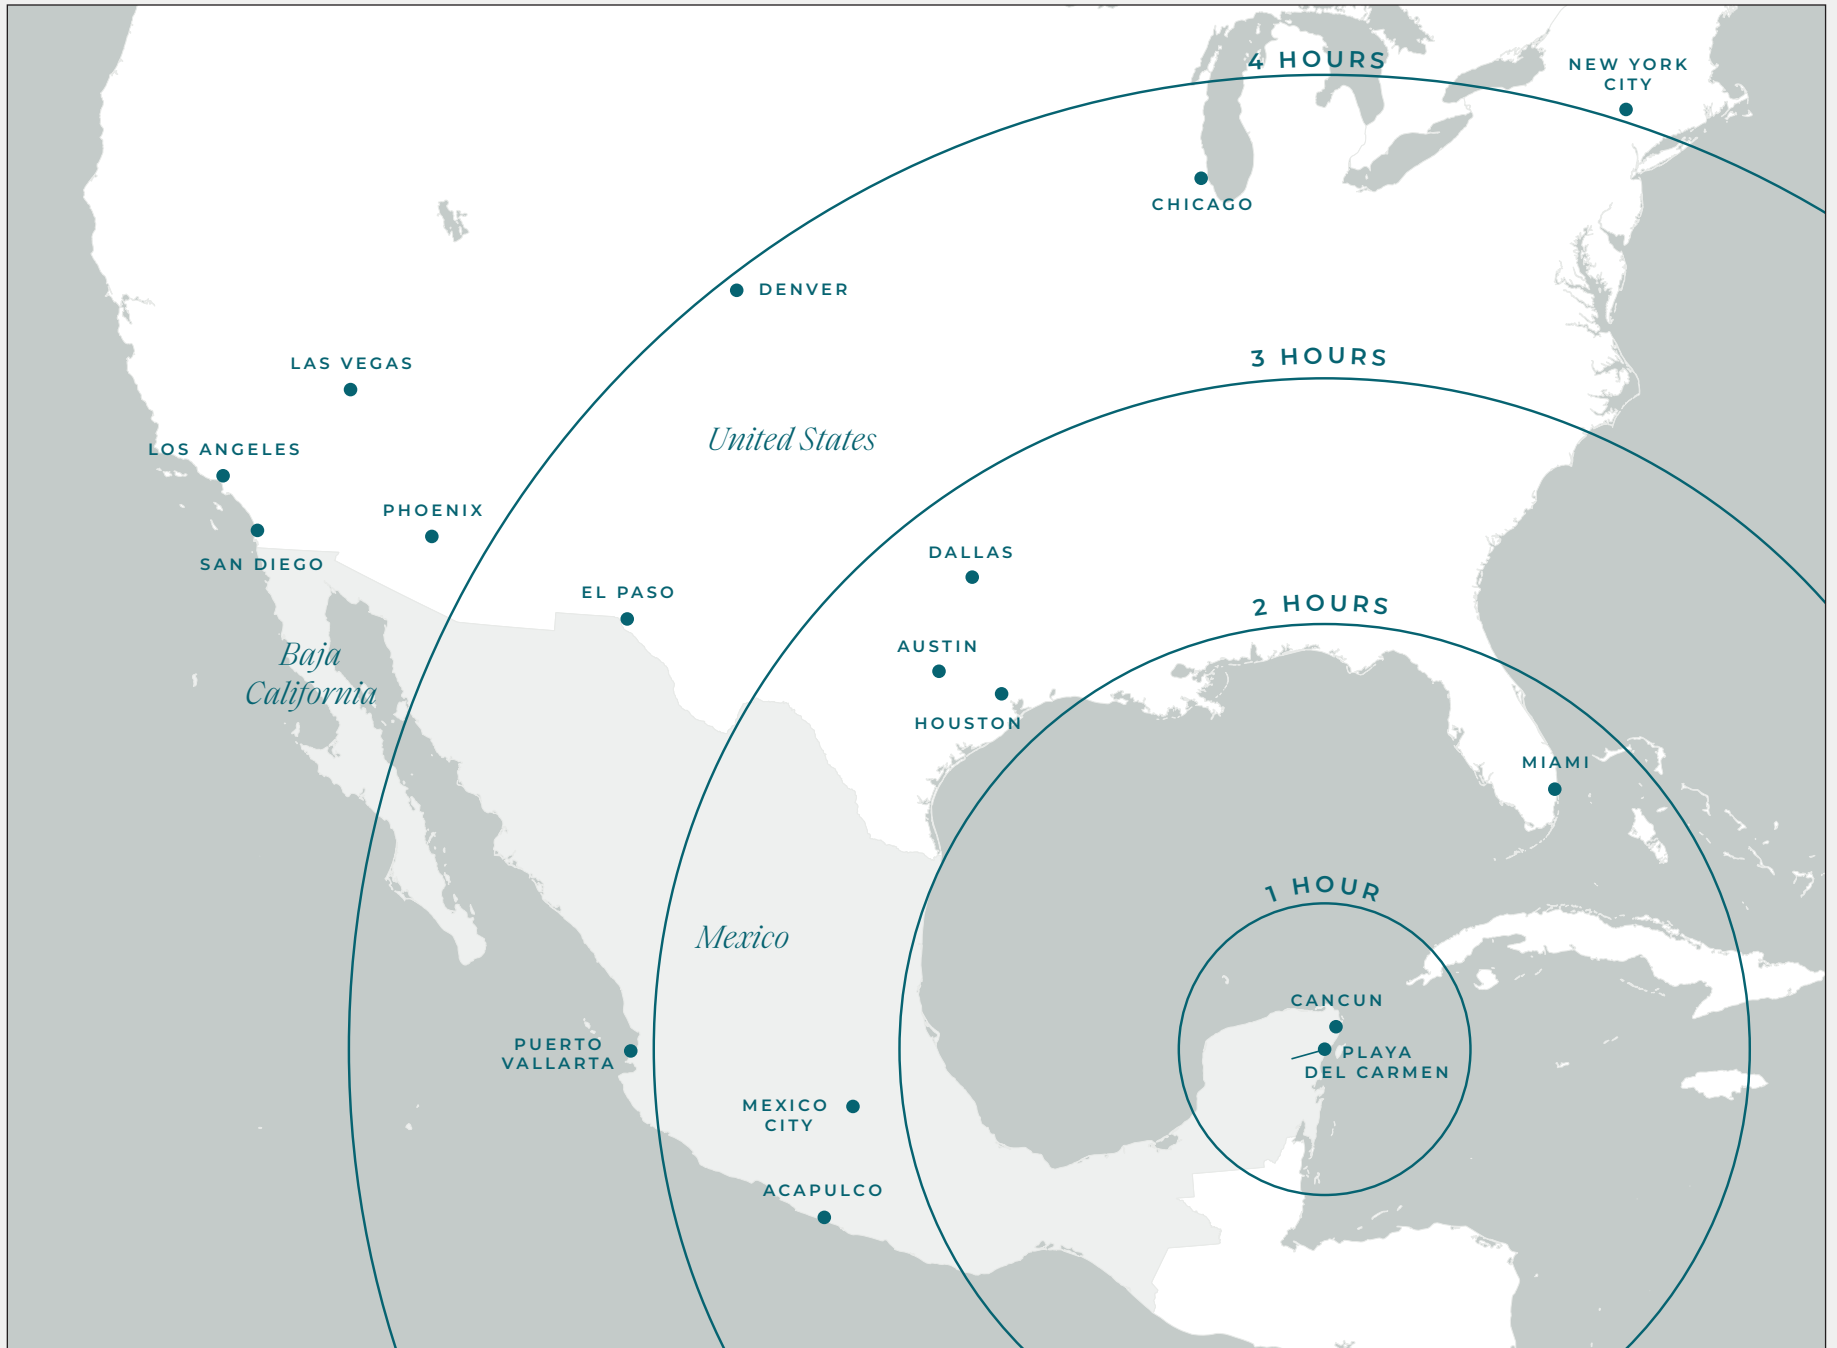 4 HOURS
NEW YORK
CITY
CHICAGO
DENVER
LAS VEGAS
3 HOURS
United States
LOS ANGELES
PHOENIX
SAN DIEGO
DALLAS
EL PASO
2 HOURS
AUSTIN
Baja
California
HOUSTON
MIAMI
1 HOUR
Mexico
CANCUN
PUERTO
VALLARTA
PLAYA
DEL CARMEN
MEXICO
CITY
ACAPULCO